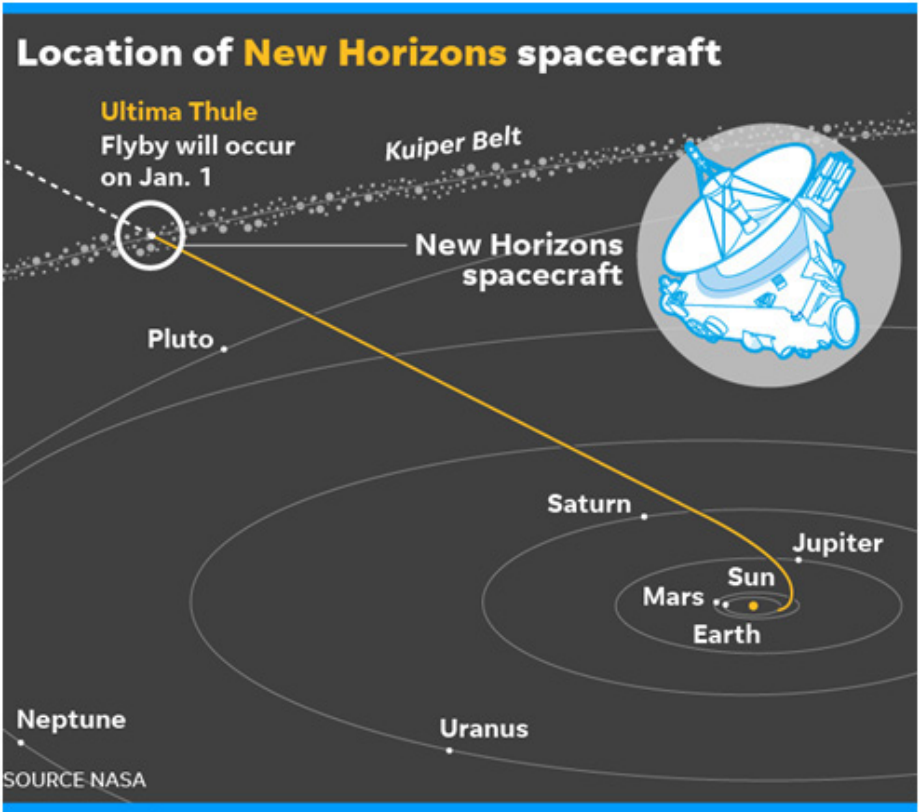 Location of New Horizons spacecraft
Ultima Thule
Flyby will occur
on Jan. 1
Kuiper Belt
New Horizons
spacecraft
Pluto
Saturn
Jupiter
Sun
Mars
Earth
Neptune
Uranus
SOURCE NASA